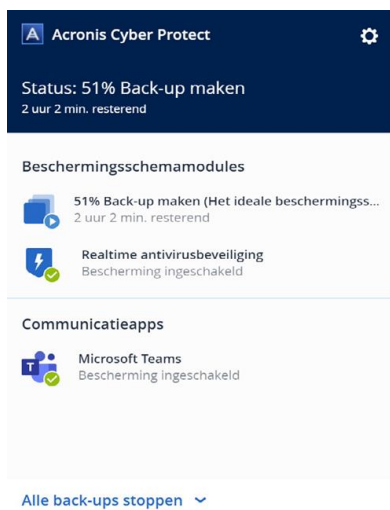 Acronis Cyber Protect
Status: 51% Back-up maken
2 uur 2 min. resterend
Beschermingsschemamodules
51% Back-up maken (Het ideale beschermingss...
2 uur 2 min. resterend
Realtime antivirusbeveiliging
Bescherming ingeschakeld
Communicatieapps
Microsoft Teams
Bescherming ingeschakeld
Alle back-ups stoppen